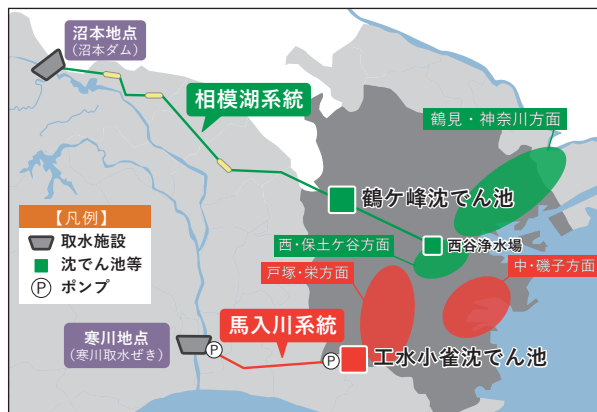 沼本地点
(沼本ダム)
相模湖系統
鶴見・神奈川方面
鶴ケ峰沈でん池
【凡例】
取水施設
沈でん池等
P ポンプ
西・保土ケ谷方面
西谷浄水場
戸塚・栄方面
中・磯子方面
寒川地点
(寒川取水ぜき)
P
馬入川系統
P
工水小雀沈でん池